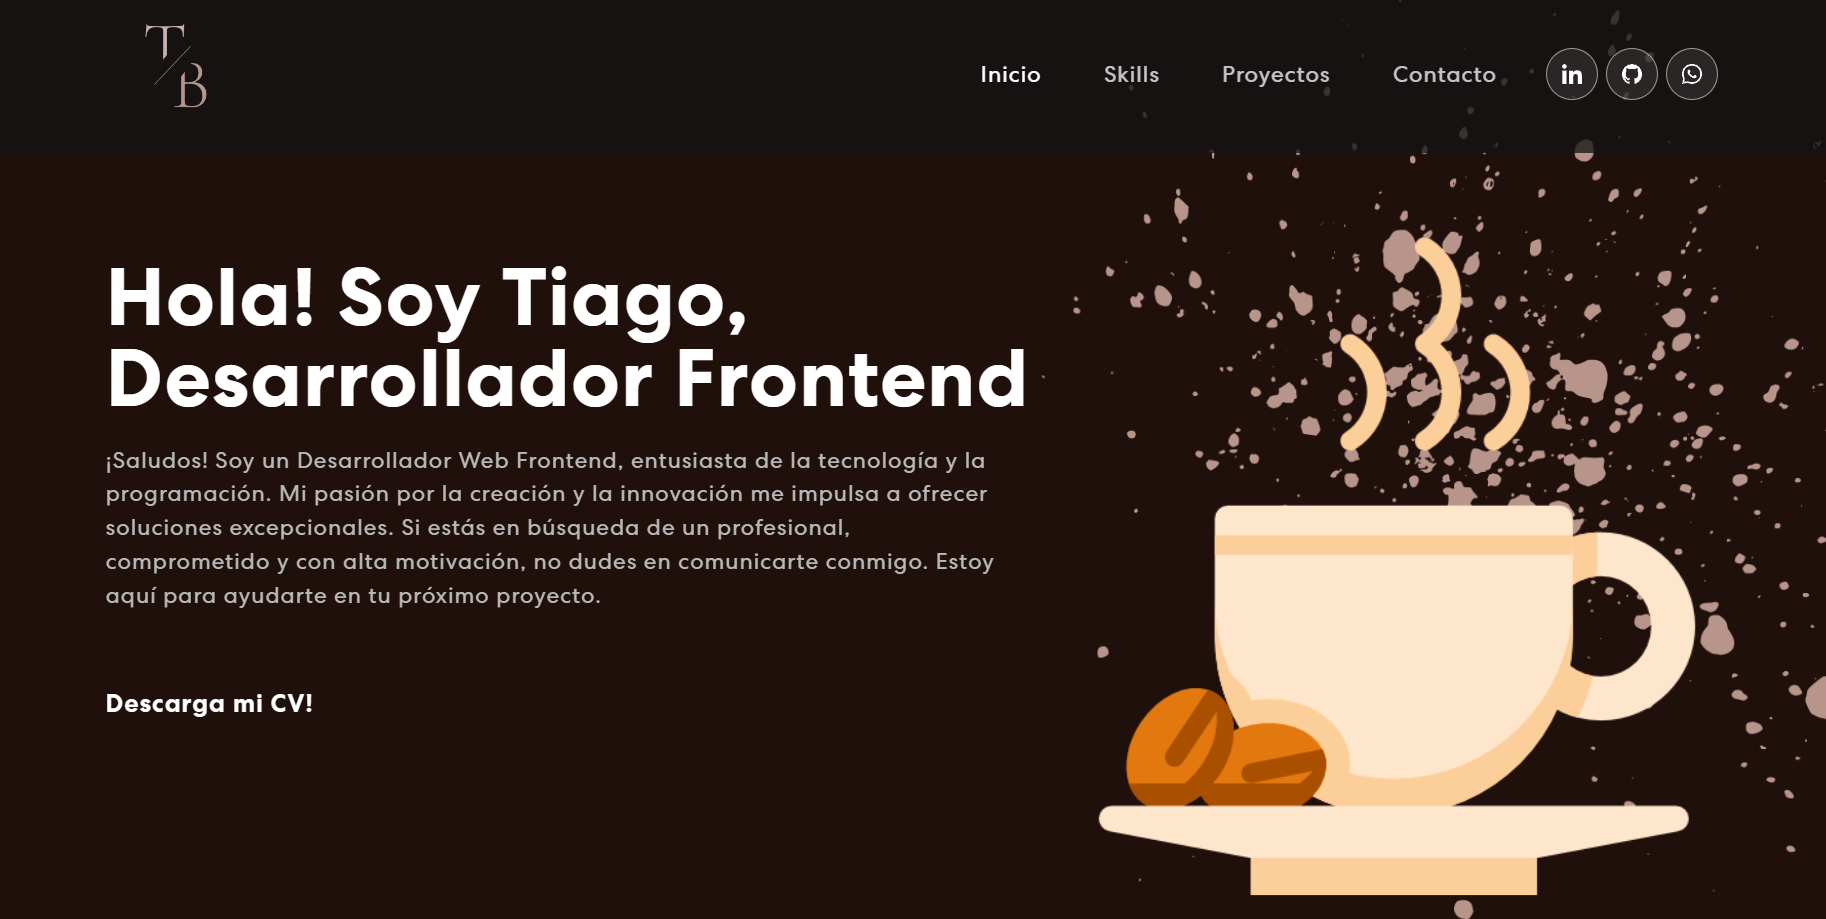 T
B
Inicio
Skills
Proyectos
Contacto
in
Hola! Soy Tiago,
Desarrollador Frontend
¡Saludos! Soy un Desarrollador Web Frontend, entusiasta de la tecnología y la
programación. Mi pasión por la creación y la innovación me impulsa a ofrecer
soluciones excepcionales. Si estás en búsqueda de un profesional,
comprometido y con alta motivación, no dudes en comunicarte conmigo. Estoy
aquí para ayudarte en tu próximo proyecto.
Descarga mi CV!